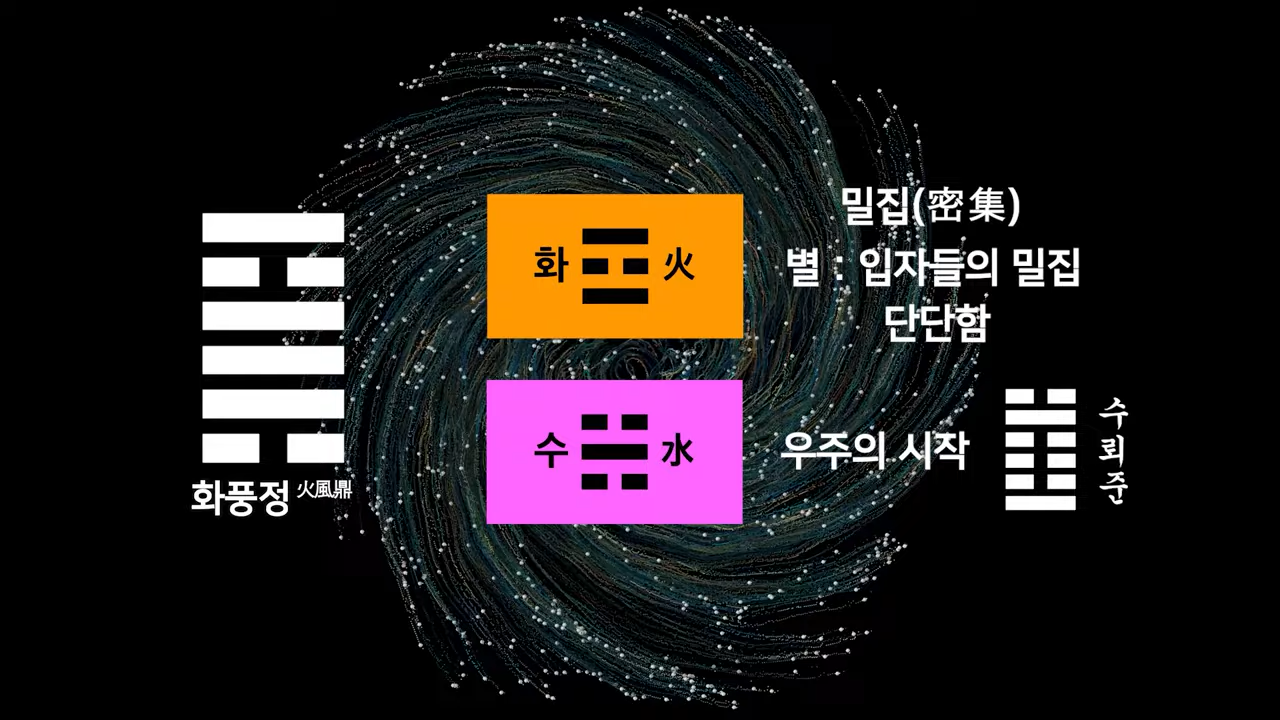 밀집(密集)
별 : 입자들의 밀집
단단함
화 火
수 水
우주의 시작
수뢰준
화풍정 火風鼎